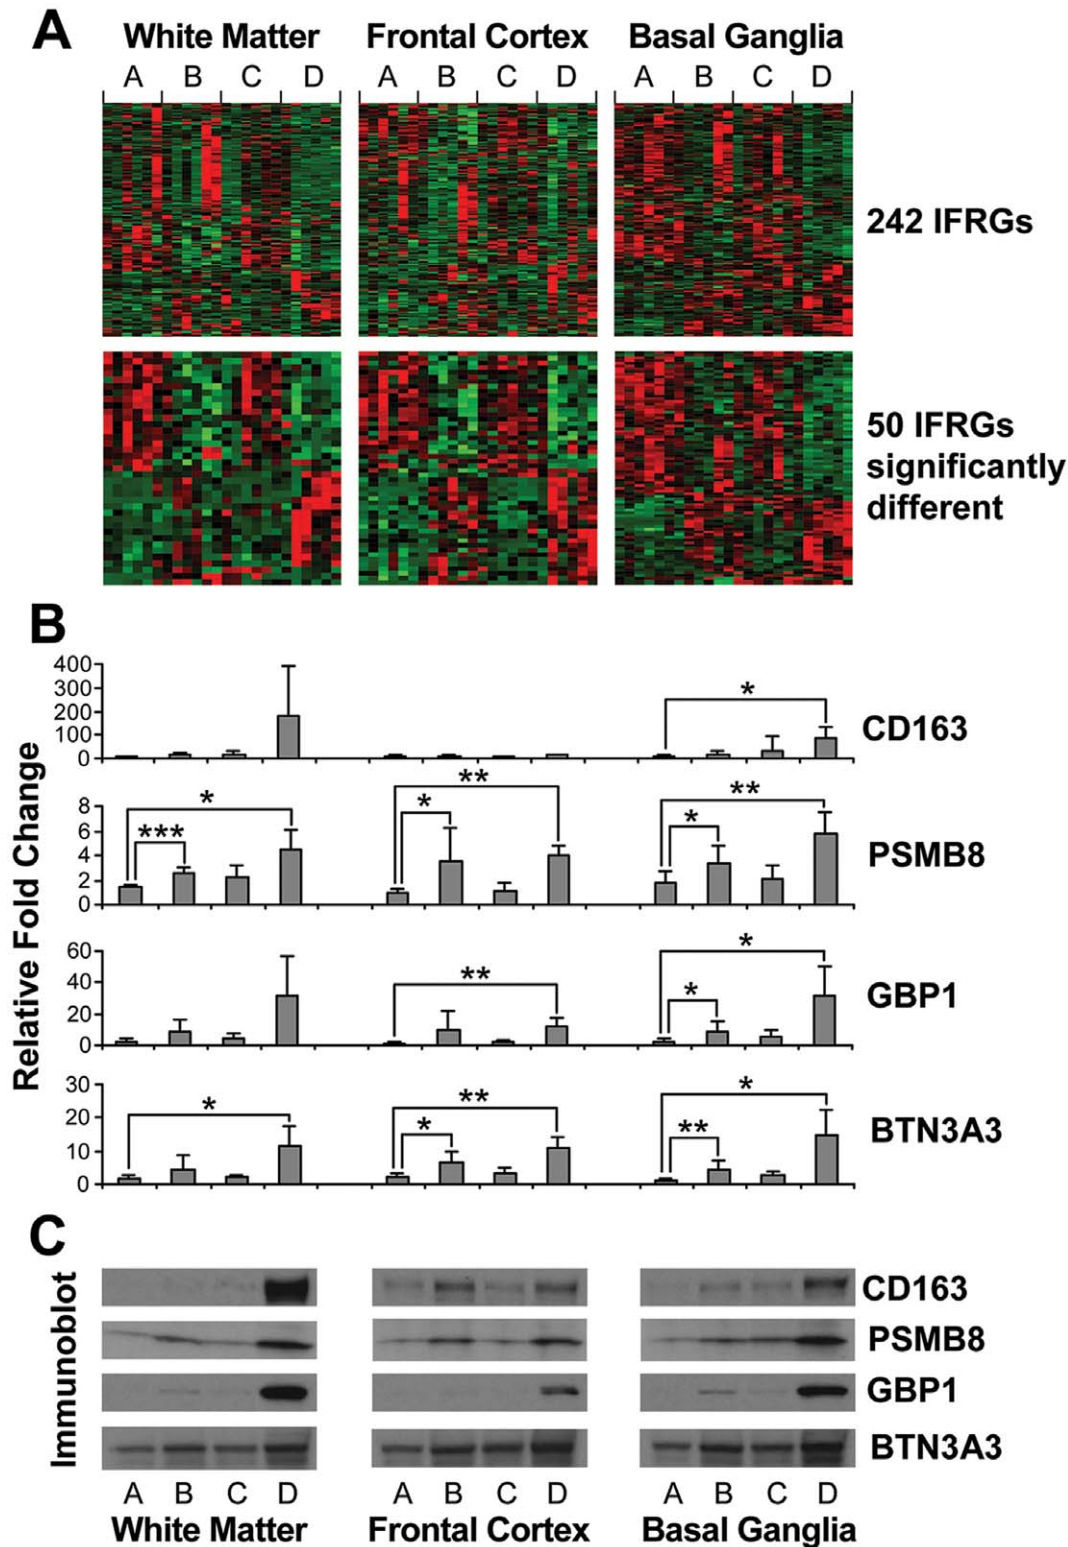 A
White Matter Frontal Cortex Basal Ganglia
A B C D A B C D A B C D
242 IFRGs
50 IFRGs
significantly
different
B
Relative Fold Change
400
300
200
100
0
*
CD163
8
6
4
2
0
* *** ** * ** *
PSMB8
60
40
20
0
** * *
GBP1
30
20
10
0
* ** * * **
BTN3A3
C
Immunoblot
CD163
PSMB8
GBP1
BTN3A3
A B C D A B C D A B C D
White Matter Frontal Cortex Basal Ganglia